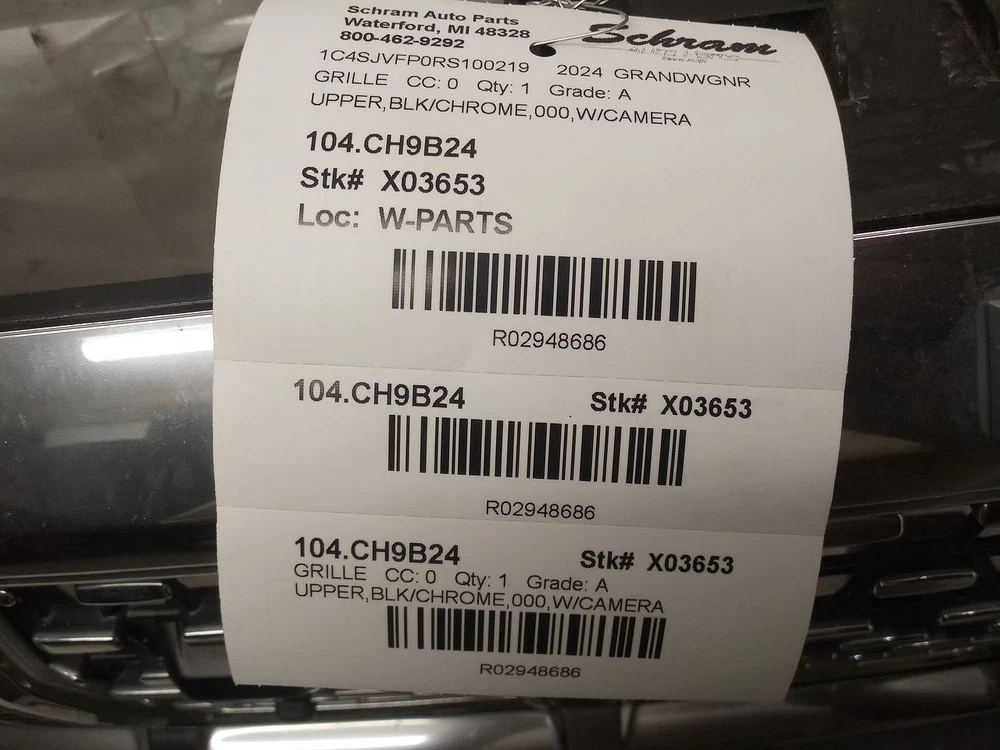 Schram Auto Parts
Waterford, MI 48328
800-462-9292
Schram
1C4SJVFP0RS100219 2024 GRANDWGNR
GRILLE CC: 0 Qty: 1 Grade: A
UPPER,BLK/CHROME,000,W/CAMERA
104.CH9B24
Stk# X03653
Loc: W-PARTS
R02948686
104.CH9B24 Stk# X03653
R02948686
104.CH9B24 Stk# X03653
GRILLE CC: 0 Qty: 1 Grade: A
UPPER,BLK/CHROME,000,W/CAMERA
R02948686